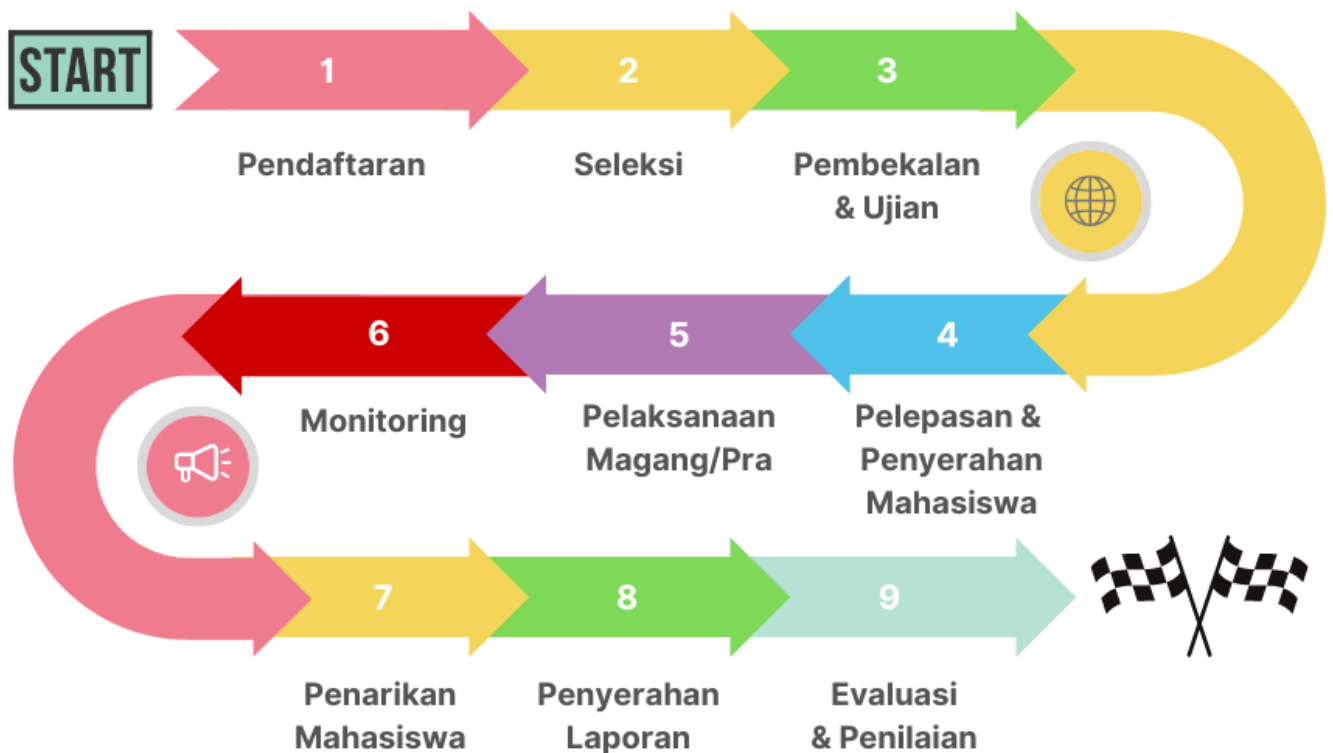 START
1
2
3
Pendaftaran
Seleksi
Pembekalan
& Ujian
4
5
6
Pelepasan &
Penyerahan
Mahasiswa
Pelaksanaan
Magang/Pra
Monitoring
7
8
9
Penarikan
Mahasiswa
Penyerahan
Laporan
Evaluasi
& Penilaian